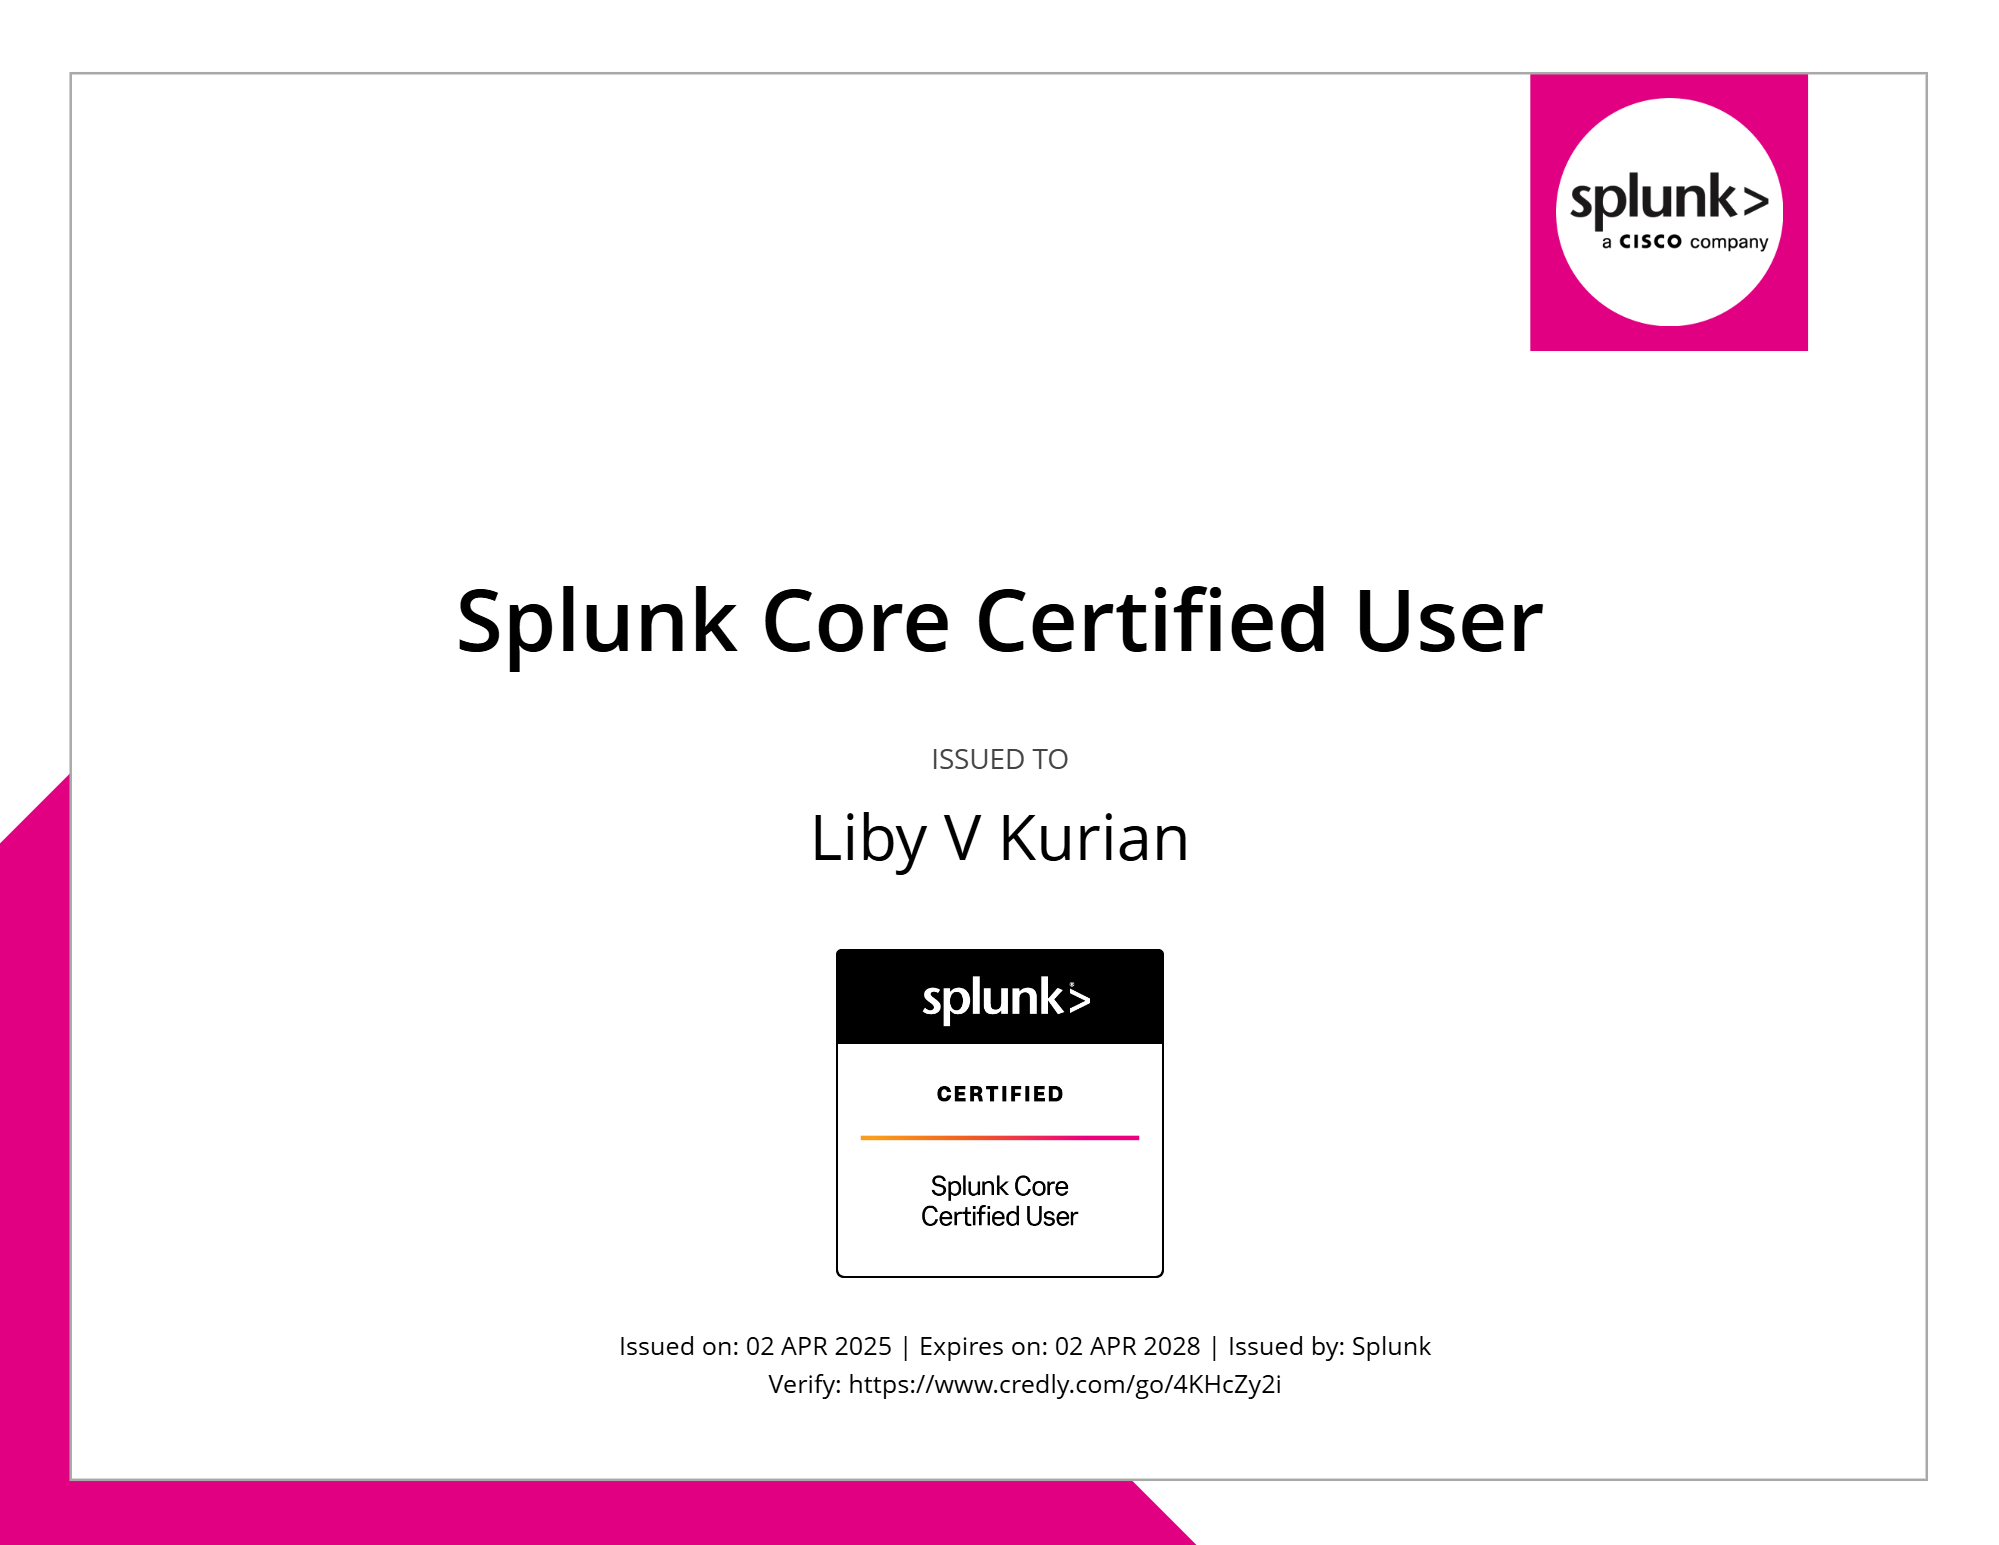 splunk>
a CISCO company
Splunk Core Certified User
ISSUED TO
Liby V Kurian
splunk>
CERTIFIED
Splunk Core
Certified User
Issued on: 02 APR 2025 | Expires on: 02 APR 2028 | Issued by: Splunk
Verify: https://www.credly.com/go/4KHcZy2i